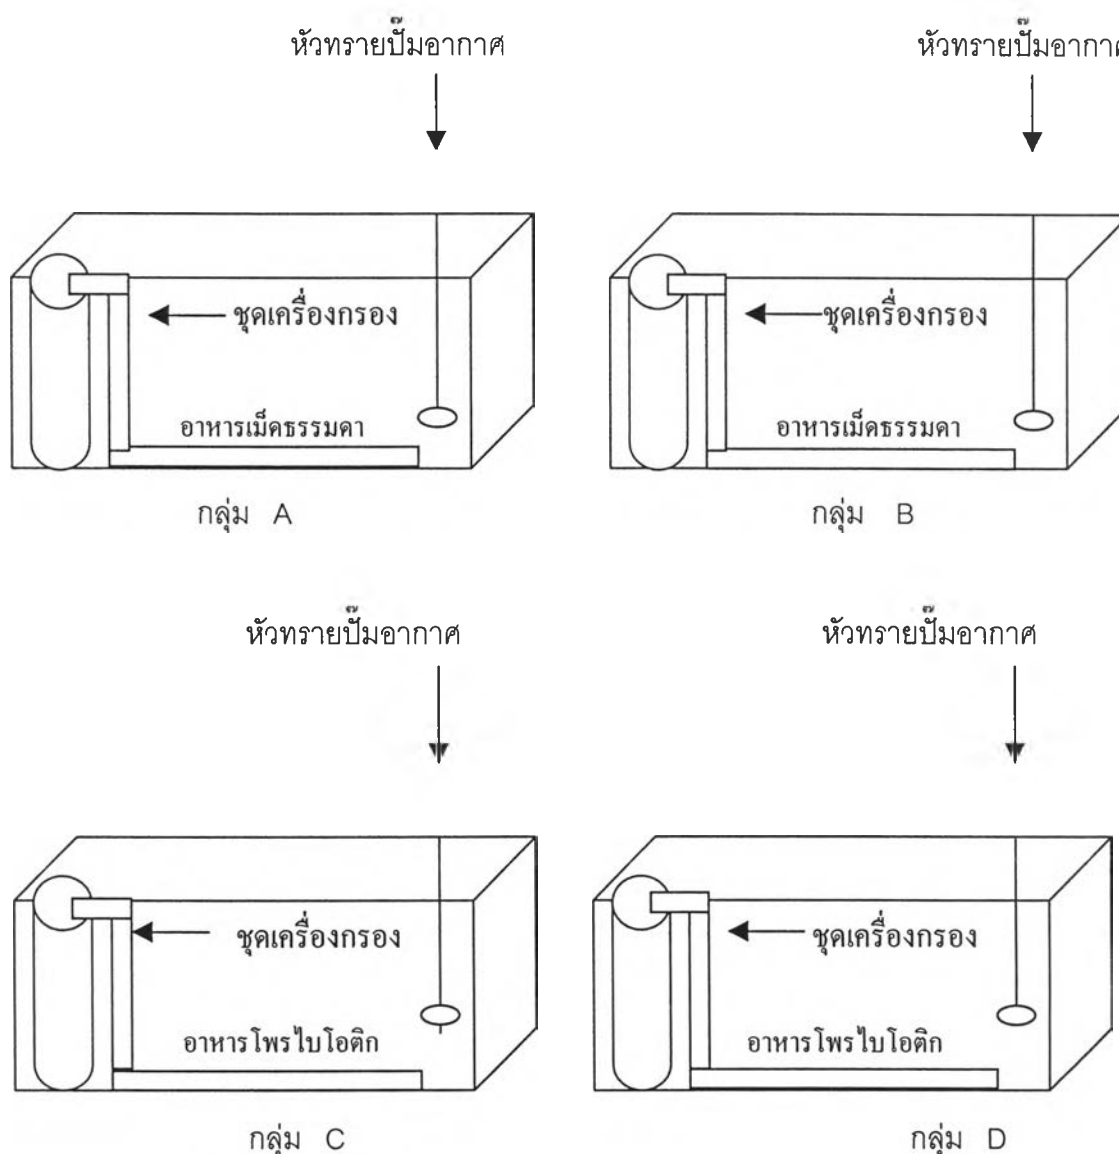 หัวทรายปั๊มอากาศ
หัวทรายปั๊มอากาศ
ชุดเครื่องกรอง
ชุดเครื่องกรอง
อาหารเม็ดธรรมดา
อาหารเม็ดธรรมดา
กลุ่ม A
กลุ่ม B
หัวทรายปั๊มอากาศ
หัวทรายปั๊มอากาศ
ชุดเครื่องกรอง
ชุดเครื่องกรอง
อาหารโพรไบโอติก
อาหารโพรไบโอติก
กลุ่ม C
กลุ่ม D